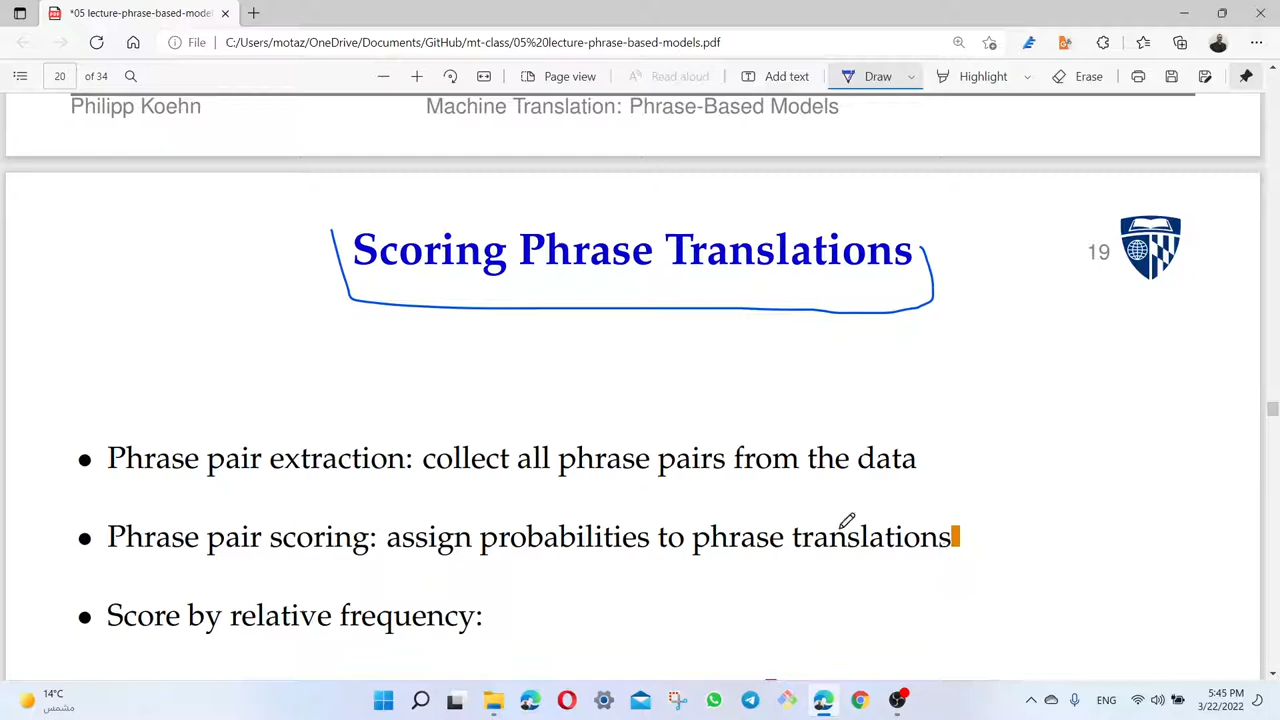 *05 lecture-phrase-based-model
File
C:/Users/motaz/OneDrive/Documents/GitHub/mt-class/05%20lecture-phrase-based-models.pdf
20
of 34
Page view
Read aloud
Add text
Draw
Highlight
Erase
Philipp Koehn
Machine Translation: Phrase-Based Models
Scoring Phrase Translations
19
• Phrase pair extraction: collect all phrase pairs from the data
• Phrase pair scoring: assign probabilities to phrase translations
• Score by relative frequency:
14°C
مشمس
ENG
5:45 PM
3/22/2022